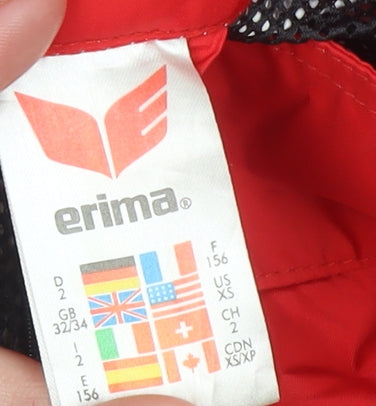 erima®
D
2
F
156
GB
32/34
US
XS
I
2
CH
2
E
156
CDN
XS/XP